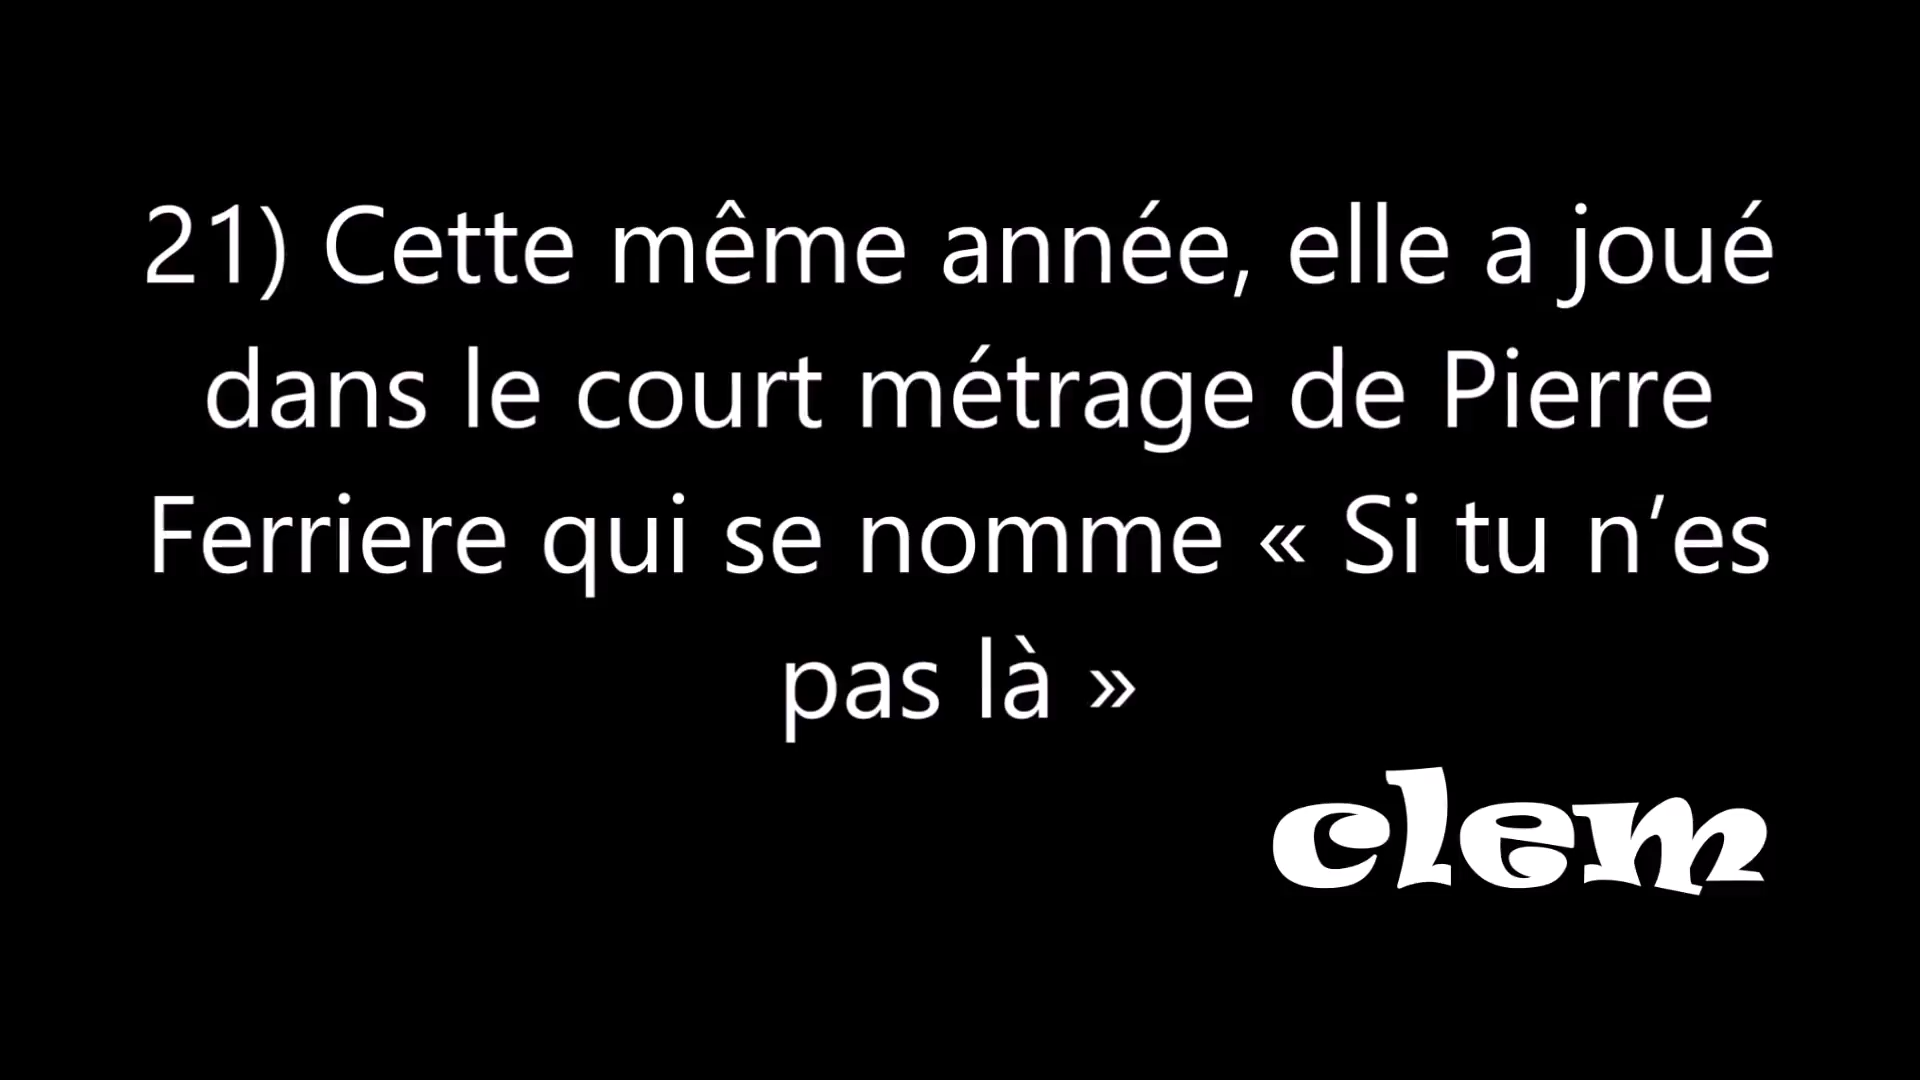 21) Cette même année, elle a joué
dans le court métrage de Pierre
Ferriere qui se nomme « Si tu n’es
pas là »
clem